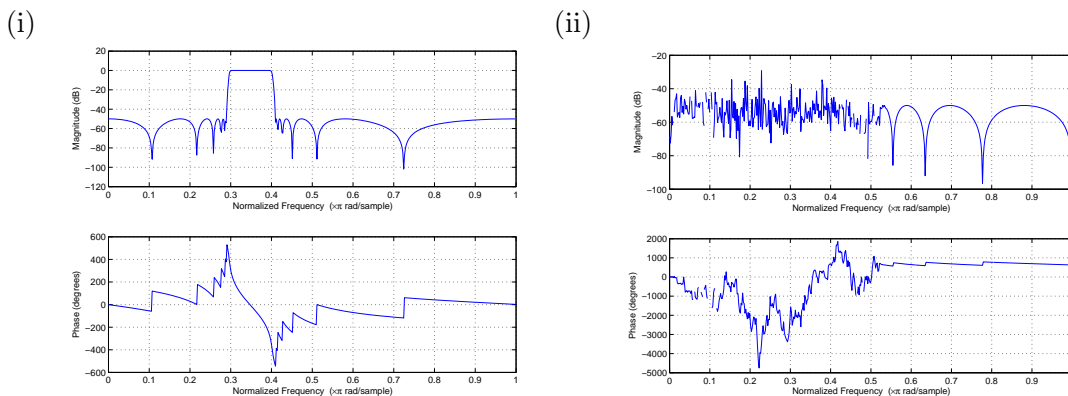 (i)
(ii)
20
0
−20
−40
−60
−80
−100
−120
Magnitude (dB)
0 0.1 0.2 0.3 0.4 0.5 0.6 0.7 0.8 0.9 1
Normalized Frequency (×π rad/sample)
−20
−40
−60
−80
−100
Magnitude (dB)
0 0.1 0.2 0.3 0.4 0.5 0.6 0.7 0.8 0.9
Normalized Frequency (×π rad/sample)
600
400
200
0
−200
−400
−600
Phase (degrees)
0 0.1 0.2 0.3 0.4 0.5 0.6 0.7 0.8 0.9 1
Normalized Frequency (×π rad/sample)
2000
1000
0
−1000
−2000
−3000
−4000
−5000
Phase (degrees)
0 0.1 0.2 0.3 0.4 0.5 0.6 0.7 0.8 0.9
Normalized Frequency (×π rad/sample)